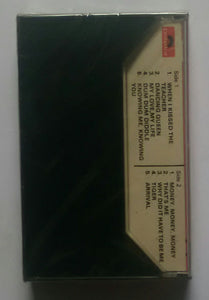 Side 1
1. WHEN I KISSED THE
TEACHER
2. DANCING QUEEN
3. MY LOVE, MY LIFE
4. DUM DUM DIDDLE
5. KNOWING ME, KNOWING
YOU
Side 2
1. MONEY, MONEY, MONEY
2. THAT'S ME
3. WHY DID IT HAVE TO BE ME
4. TIGER
5. ARRIVAL